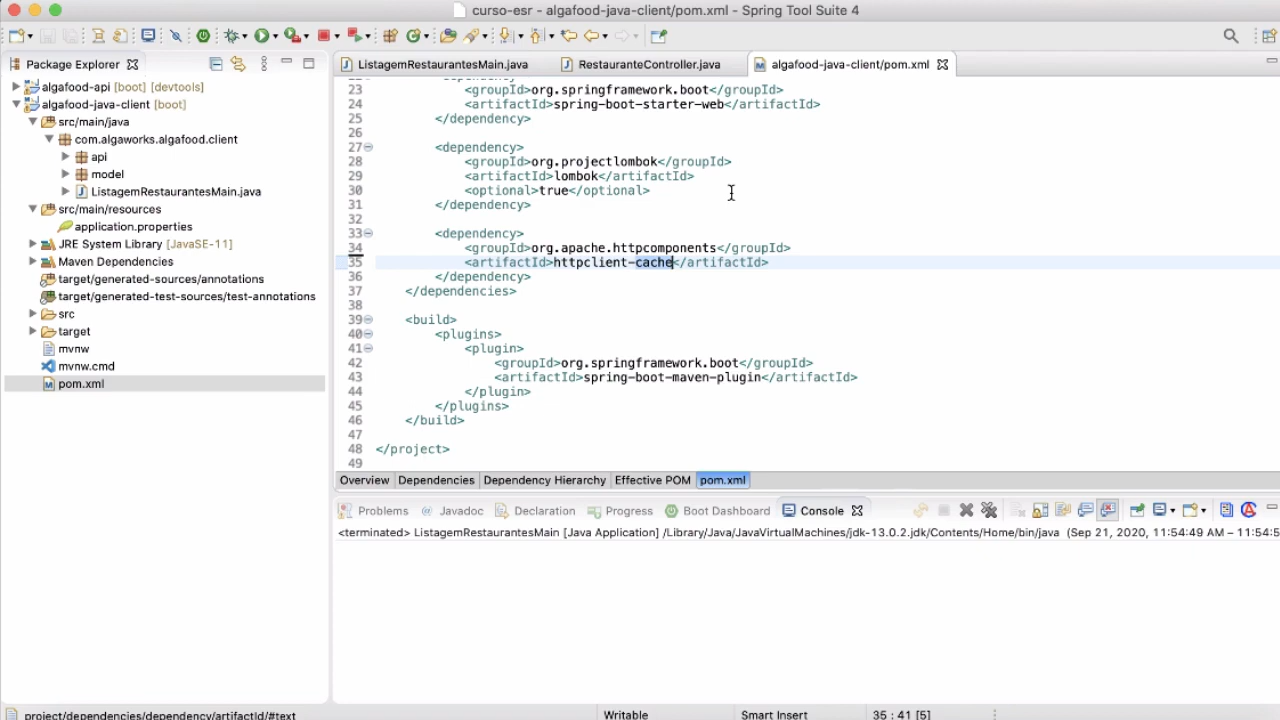 curso-esr - algafood-java-client/pom.xml - Spring Tool Suite 4
Package Explorer
ListagemRestaurantesMain.java
RestauranteController.java
algafood-java-client/pom.xml
algafood-api [boot] [devtools]
algafood-java-client [boot]
src/main/java
com.algaworks.algafood.client
api
model
ListagemRestaurantesMain.java
src/main/resources
application.properties
JRE System Library [JavaSE-11]
Maven Dependencies
target/generated-sources/annotations
target/generated-test-sources/test-annotations
src
target
mvnw
mvnw.cmd
pom.xml
23 <groupId>org.springframework.boot</groupId>
24 <artifactId>spring-boot-starter-web</artifactId>
25 </dependency>
26
27 <dependency>
28 <groupId>org.projectlombok</groupId>
29 <artifactId>lombok</artifactId>
30 <optional>true</optional>
31 </dependency>
32
33 <dependency>
34 <groupId>org.apache.httpcomponents</groupId>
35 <artifactId>httpclient-cache</artifactId>
36 </dependency>
37 </dependencies>
38
39 <build>
40 <plugins>
41 <plugin>
42 <groupId>org.springframework.boot</groupId>
43 <artifactId>spring-boot-maven-plugin</artifactId>
44 </plugin>
45 </plugins>
46 </build>
47
48 </project>
49
Overview Dependencies Dependency Hierarchy Effective POM pom.xml
Problems Javadoc Declaration Progress Boot Dashboard Console
<terminated> ListagemRestaurantesMain [Java Application] /Library/Java/JavaVirtualMachines/jdk-13.0.2.jdk/Contents/Home/bin/java (Sep 21, 2020, 11:54:49 AM – 11:54:5
project/dependencies/dependency/artifactId/#text Writable Smart Insert 35 : 41 [5]